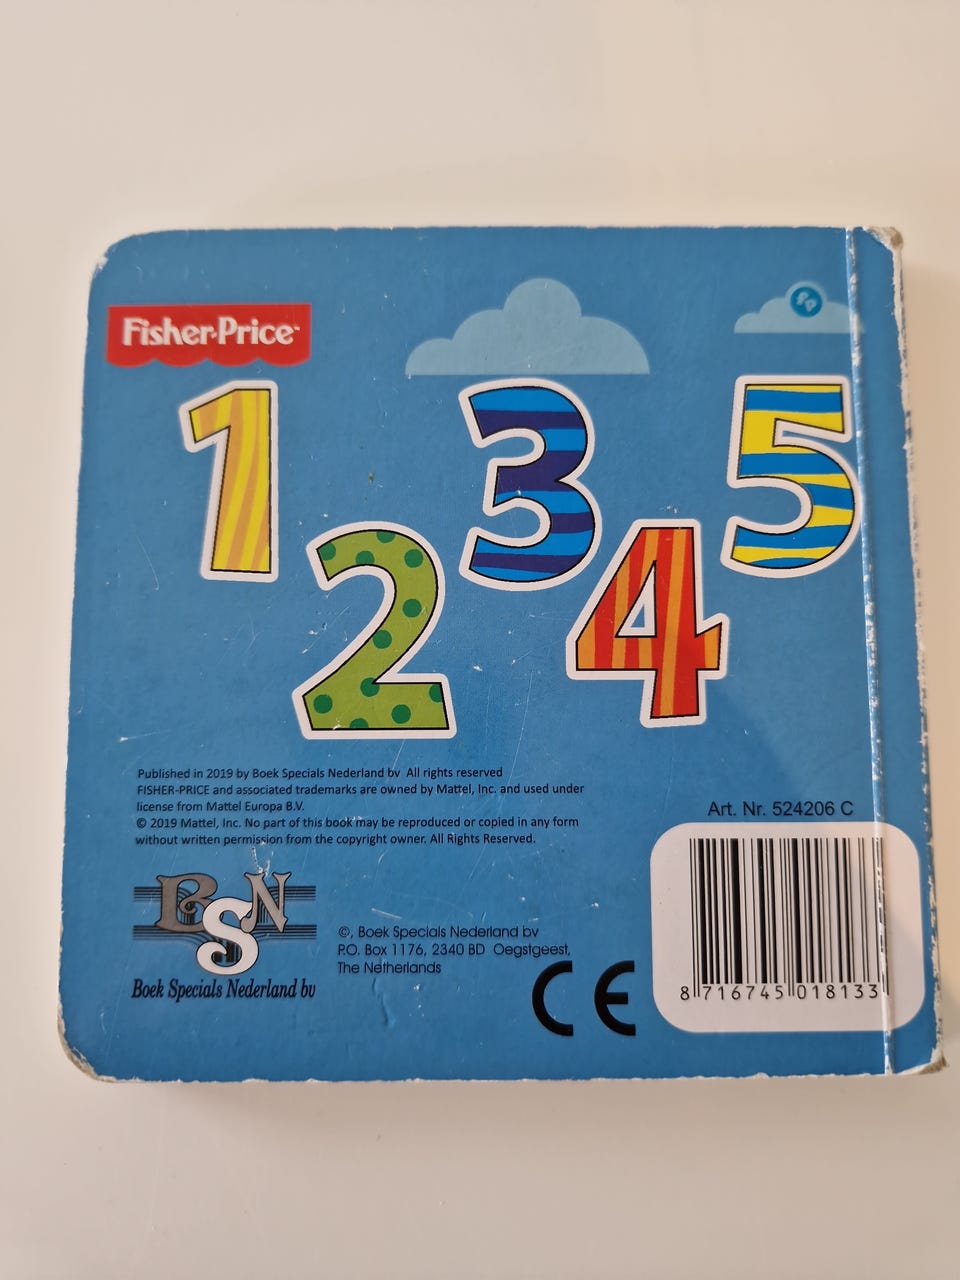 Fisher-Price™
1 3 5
2 4
Published in 2019 by Boek Specials Nederland bv All rights reserved
FISHER-PRICE and associated trademarks are owned by Mattel, Inc. and used under
license from Mattel Europa B.V.
© 2019 Mattel, Inc. No part of this book may be reproduced or copied in any form
without written permission from the copyright owner. All Rights Reserved.
BSN
Boek Specials Nederland bv
©, Boek Specials Nederland bv
P.O. Box 1176, 2340 BD Oegstgeest,
The Netherlands
CE
Art. Nr. 524206 C
8 716745 018133